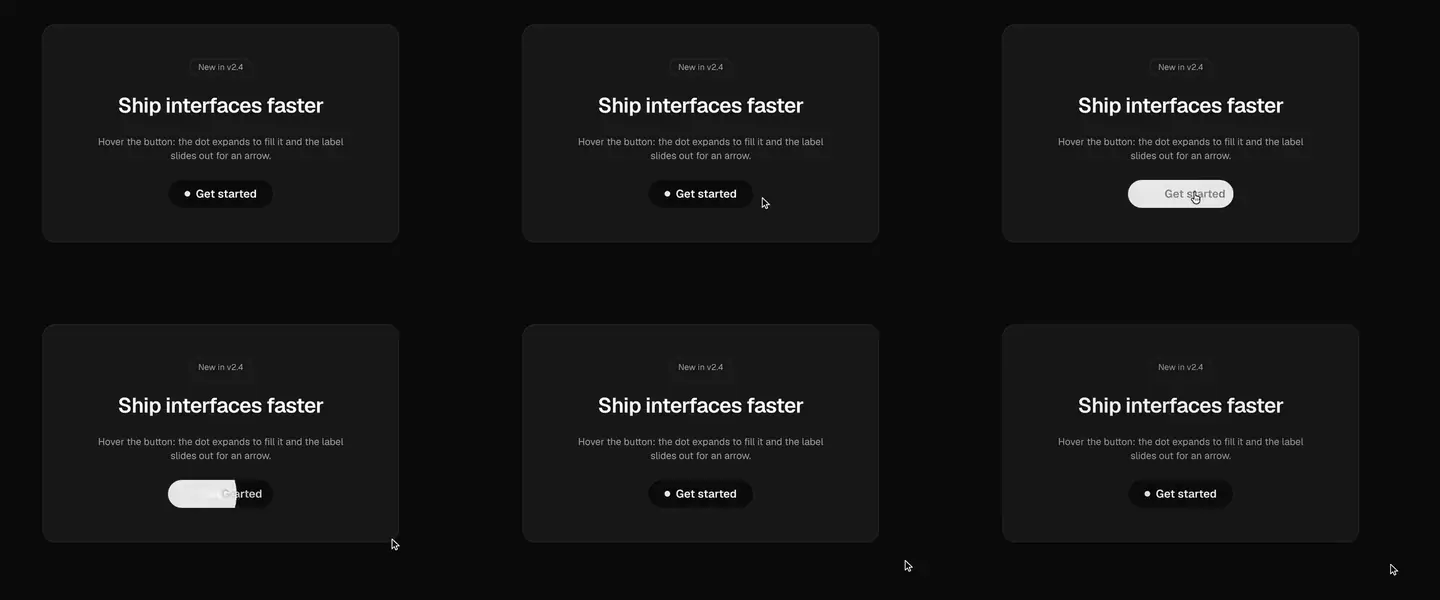 New in v2.4
Ship interfaces faster
Hover the button: the dot expands to fill it and the label
slides out for an arrow.
Get started
New in v2.4
Ship interfaces faster
Hover the button: the dot expands to fill it and the label
slides out for an arrow.
Get started
New in v2.4
Ship interfaces faster
Hover the button: the dot expands to fill it and the label
slides out for an arrow.
Get started
New in v2.4
Ship interfaces faster
Hover the button: the dot expands to fill it and the label
slides out for an arrow.
New in v2.4
Ship interfaces faster
Hover the button: the dot expands to fill it and the label
slides out for an arrow.
Get started
New in v2.4
Ship interfaces faster
Hover the button: the dot expands to fill it and the label
slides out for an arrow.
Get started